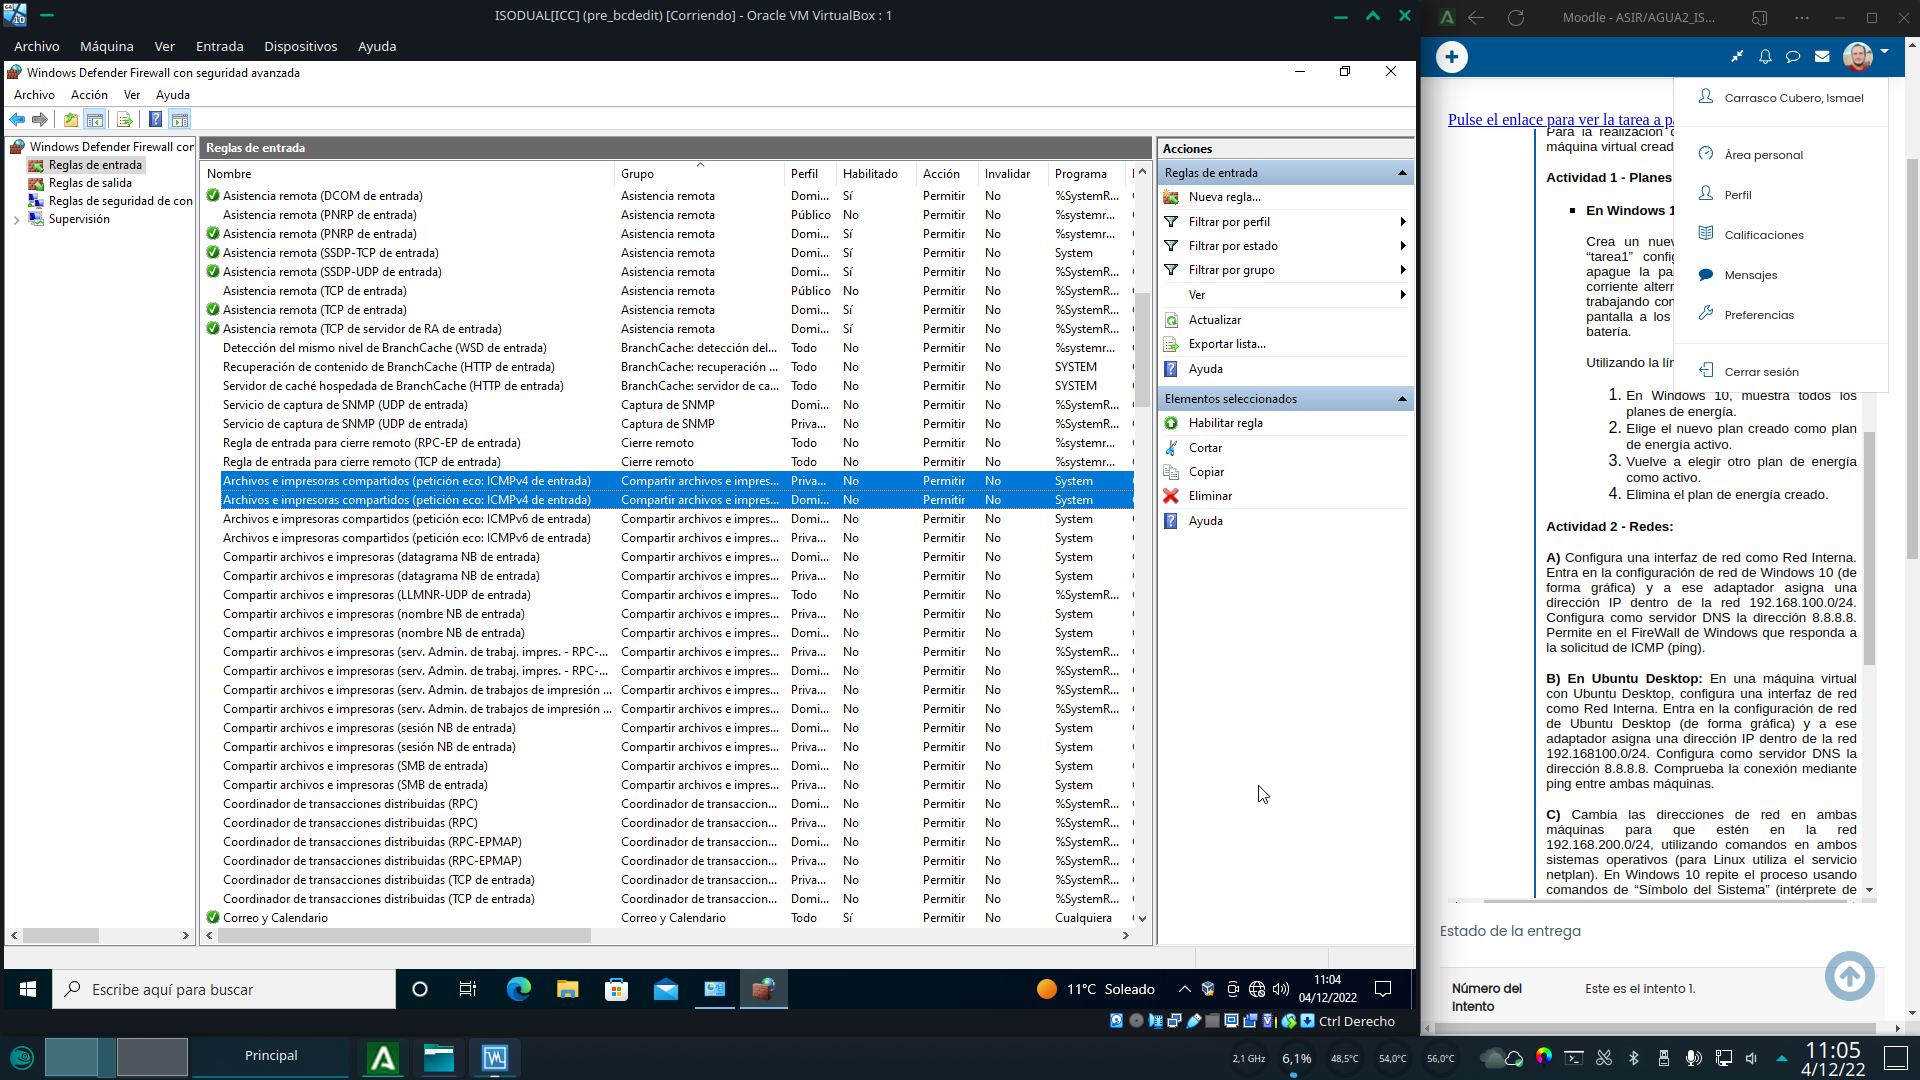 ISODUAL[ICC] (pre_bcdedit) [Corriendo] - Oracle VM VirtualBox : 1
Archivo Máquina Ver Entrada Dispositivos Ayuda
Windows Defender Firewall con seguridad avanzada
Archivo Acción Ver Ayuda
Windows Defender Firewall cor
Reglas de entrada
Reglas de salida
Reglas de seguridad de con
Supervisión
Reglas de entrada
Nombre Grupo Perfil Habilitado Acción Invalidar Programa
Asistencia remota (DCOM de entrada) Asistencia remota Domi... Sí Permitir No %SystemR...
Asistencia remota (PNRP de entrada) Asistencia remota Público No Permitir No %systemr...
Asistencia remota (PNRP de entrada) Asistencia remota Domi... Sí Permitir No %systemr...
Asistencia remota (SSDP-TCP de entrada) Asistencia remota Domi... Sí Permitir No System
Asistencia remota (SSDP-UDP de entrada) Asistencia remota Domi... Sí Permitir No %SystemR...
Asistencia remota (TCP de entrada) Asistencia remota Público No Permitir No %SystemR...
Asistencia remota (TCP de entrada) Asistencia remota Domi... Sí Permitir No %SystemR...
Asistencia remota (TCP de servidor de RA de entrada) Asistencia remota Domi... Sí Permitir No %SystemR...
Detección del mismo nivel de BranchCache (WSD de entrada) BranchCache: detección del... Todo No Permitir No %systemr...
Recuperación de contenido de BranchCache (HTTP de entrada) BranchCache: recuperación ... Todo No Permitir No SYSTEM
Servidor de caché hospedada de BranchCache (HTTP de entrada) BranchCache: servidor de ca... Todo No Permitir No SYSTEM
Servicio de captura de SNMP (UDP de entrada) Captura de SNMP Domi... No Permitir No %SystemR...
Servicio de captura de SNMP (UDP de entrada) Captura de SNMP Priva... No Permitir No %SystemR...
Regla de entrada para cierre remoto (RPC-EP de entrada) Cierre remoto Todo No Permitir No %systemr...
Regla de entrada para cierre remoto (TCP de entrada) Cierre remoto Todo No Permitir No %systemr...
Archivos e impresoras compartidos (petición eco: ICMPv4 de entrada) Compartir archivos e impres... Priva... No Permitir No System
Archivos e impresoras compartidos (petición eco: ICMPv4 de entrada) Compartir archivos e impres... Domi... No Permitir No System
Archivos e impresoras compartidos (petición eco: ICMPv6 de entrada) Compartir archivos e impres... Domi... No Permitir No System
Archivos e impresoras compartidos (petición eco: ICMPv6 de entrada) Compartir archivos e impres... Priva... No Permitir No System
Compartir archivos e impresoras (datagrama NB de entrada) Compartir archivos e impres... Domi... No Permitir No System
Compartir archivos e impresoras (datagrama NB de entrada) Compartir archivos e impres... Priva... No Permitir No System
Compartir archivos e impresoras (LLMNR-UDP de entrada) Compartir archivos e impres... Todo No Permitir No %SystemR...
Compartir archivos e impresoras (nombre NB de entrada) Compartir archivos e impres... Priva... No Permitir No System
Compartir archivos e impresoras (nombre NB de entrada) Compartir archivos e impres... Domi... No Permitir No System
Compartir archivos e impresoras (serv. Admin. de trabaj. impres. - RPC-... Compartir archivos e impres... Priva... No Permitir No %SystemR...
Compartir archivos e impresoras (serv. Admin. de trabaj. impres. - RPC-... Compartir archivos e impres... Domi... No Permitir No %SystemR...
Compartir archivos e impresoras (serv. Admin. de trabajos de impresión ... Compartir archivos e impres... Priva... No Permitir No %SystemR...
Compartir archivos e impresoras (serv. Admin. de trabajos de impresión ... Compartir archivos e impres... Domi... No Permitir No %SystemR...
Compartir archivos e impresoras (sesión NB de entrada) Compartir archivos e impres... Domi... No Permitir No System
Compartir archivos e impresoras (sesión NB de entrada) Compartir archivos e impres... Priva... No Permitir No System
Compartir archivos e impresoras (SMB de entrada) Compartir archivos e impres... Domi... No Permitir No System
Compartir archivos e impresoras (SMB de entrada) Compartir archivos e impres... Priva... No Permitir No System
Coordinador de transacciones distribuidas (RPC) Coordinador de transaccion... Domi... No Permitir No %SystemR...
Coordinador de transacciones distribuidas (RPC) Coordinador de transaccion... Priva... No Permitir No %SystemR...
Coordinador de transacciones distribuidas (RPC-EPMAP) Coordinador de transaccion... Domi... No Permitir No %SystemR...
Coordinador de transacciones distribuidas (RPC-EPMAP) Coordinador de transaccion... Priva... No Permitir No %SystemR...
Coordinador de transacciones distribuidas (TCP de entrada) Coordinador de transaccion... Priva... No Permitir No %SystemR...
Coordinador de transacciones distribuidas (TCP de entrada) Coordinador de transaccion... Domi... No Permitir No %SystemR...
Correo y Calendario Correo y Calendario Todo Sí Permitir No Cualquiera
Acciones
Reglas de entrada
Nueva regla...
Filtrar por perfil
Filtrar por estado
Filtrar por grupo
Ver
Actualizar
Exportar lista...
Ayuda
Elementos seleccionados
Habilitar regla
Cortar
Copiar
Eliminar
Ayuda
Escribe aquí para buscar
11°C Soleado
11:04
04/12/2022
Ctrl Derecho
Moodle - ASIR/AGUA2_IS...
Carrasco Cubero, Ismael
Área personal
Perfil
Calificaciones
Mensajes
Preferencias
Cerrar sesión
Pulse el enlace para ver la tarea a pa
Para la realización d
máquina virtual cread
Actividad 1 - Planes
En Windows 1
Crea un nuev
“tarea1” config
apague la pa
corriente altern
trabajando con
pantalla a los
batería.
Utilizando la lín
1. En Windows 10, muestra todos los
planes de energía.
2. Elige el nuevo plan creado como plan
de energía activo.
3. Vuelve a elegir otro plan de energía
como activo.
4. Elimina el plan de energía creado.
Actividad 2 - Redes:
A) Configura una interfaz de red como Red Interna.
Entra en la configuración de red de Windows 10 (de
forma gráfica) y a ese adaptador asigna una
dirección IP dentro de la red 192.168.100.0/24.
Configura como servidor DNS la dirección 8.8.8.8.
Permite en el FireWall de Windows que responda a
la solicitud de ICMP (ping).
B) En Ubuntu Desktop: En una máquina virtual
con Ubuntu Desktop, configura una interfaz de red
como Red Interna. Entra en la configuración de red
de Ubuntu Desktop (de forma gráfica) y a ese
adaptador asigna una dirección IP dentro de la red
192.168100.0/24. Configura como servidor DNS la
dirección 8.8.8.8. Comprueba la conexión mediante
ping entre ambas máquinas.
C) Cambia las direcciones de red en ambas
máquinas para que estén en la red
192.168.200.0/24, utilizando comandos en ambos
sistemas operativos (para Linux utiliza el servicio
netplan). En Windows 10 repite el proceso usando
comandos de “Símbolo del Sistema” (intérprete de
Estado de la entrega
Número del
Intento
Este es el intento 1.
Principal
2,1 GHz 6,1% 48,5°C 54,0°C 56,0°C
11:05
4/12/22